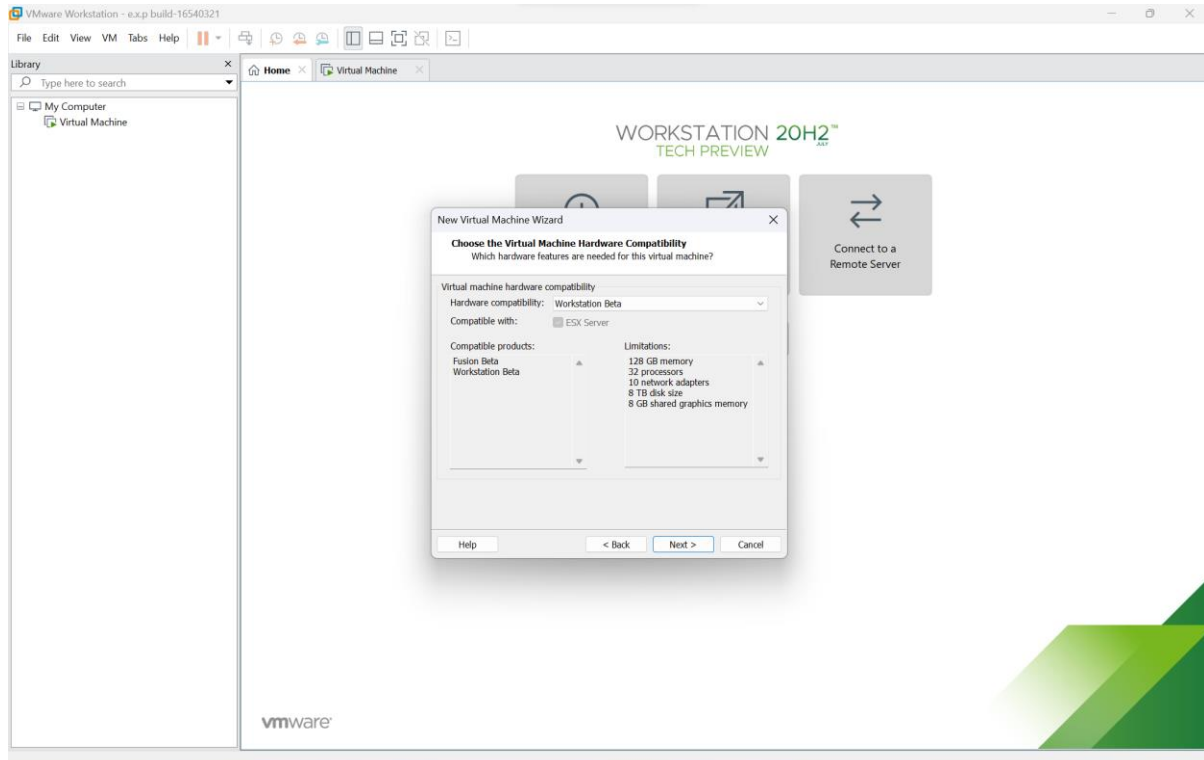 VMware Workstation - e.x.p build-16540321
File Edit View VM Tabs Help
Library
Type here to search
My Computer
Virtual Machine
Home
Virtual Machine
WORKSTATION 20H2™
TECH PREVIEW
Connect to a
Remote Server
New Virtual Machine Wizard
Choose the Virtual Machine Hardware Compatibility
Which hardware features are needed for this virtual machine?
Virtual machine hardware compatibility
Hardware compatibility: Workstation Beta
Compatible with: ESX Server
Compatible products:
Fusion Beta
Workstation Beta
Limitations:
128 GB memory
32 processors
10 network adapters
8 TB disk size
8 GB shared graphics memory
Help < Back Next > Cancel
vmware